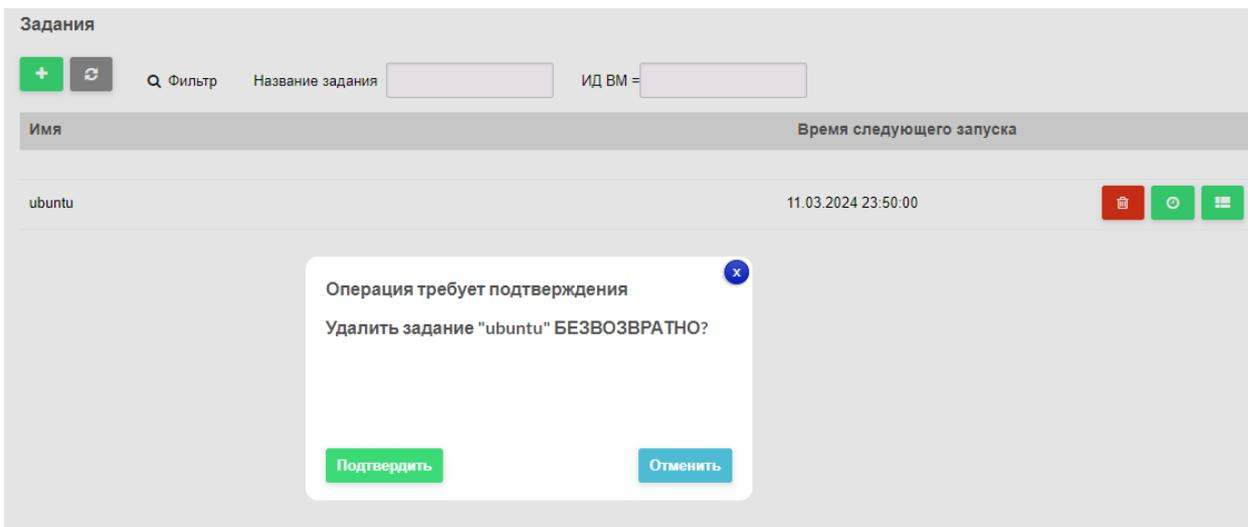 Задания
Фильтр Название задания ИД ВМ =
Имя Время следующего запуска
ubuntu 11.03.2024 23:50:00
x
Операция требует подтверждения
Удалить задание "ubuntu" БЕЗВОЗВРАТНО?
Подтвердить Отменить